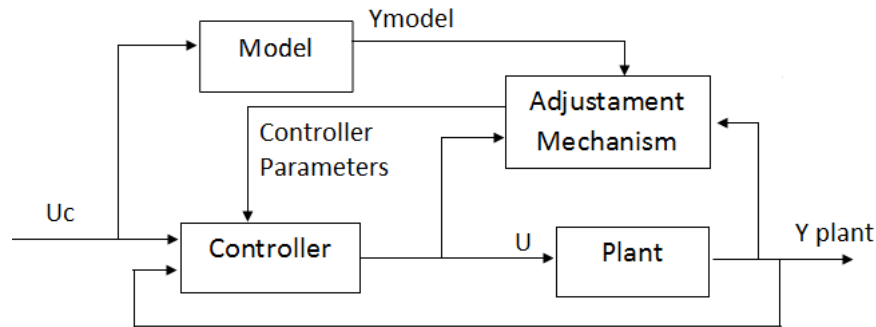 Ymodel
Model
Adjustament
Mechanism
Controller
Parameters
Uc
Controller
U
Plant
Y plant